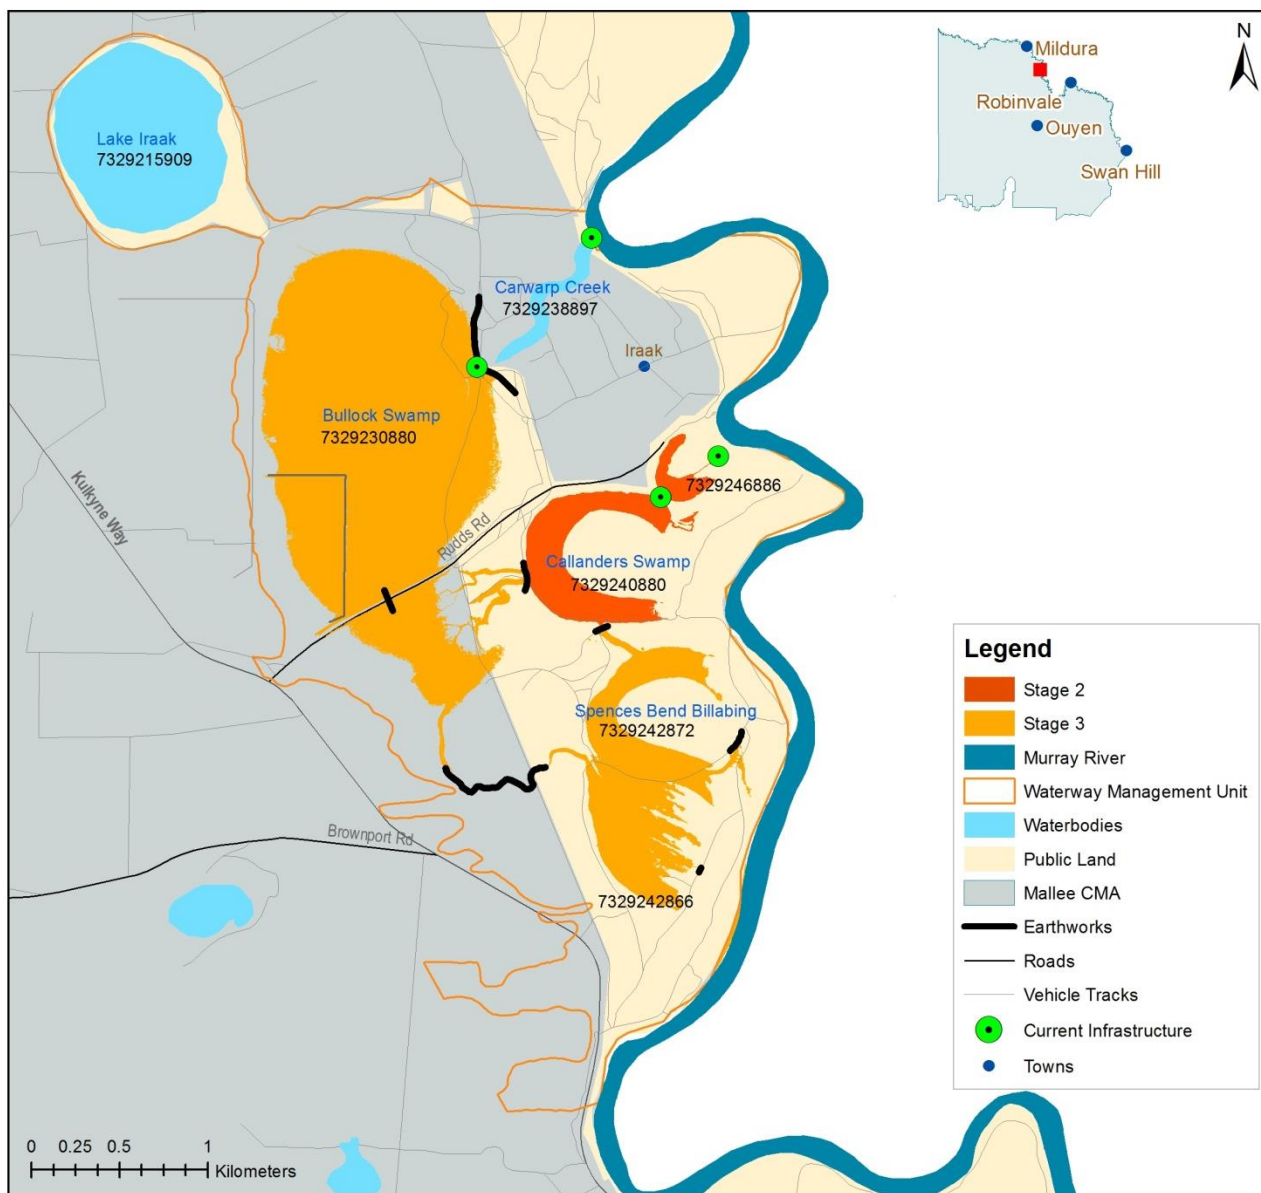 N
Mildura
Robinvale
Ouyen
Swan Hill
Lake Iraak
7329215909
Carwarp Creek
7329238897
Iraak
Bullock Swamp
7329230880
Kulkyne Way
7329246886
Rudds Rd
Callanders Swamp
7329240880
Spences Bend Billabing
7329242872
Brownport Rd
7329242866
Legend
Stage 2
Stage 3
Murray River
Waterway Management Unit
Waterbodies
Public Land
Mallee CMA
Earthworks
Roads
Vehicle Tracks
Current Infrastructure
Towns
0 0.25 0.5 1
Kilometers